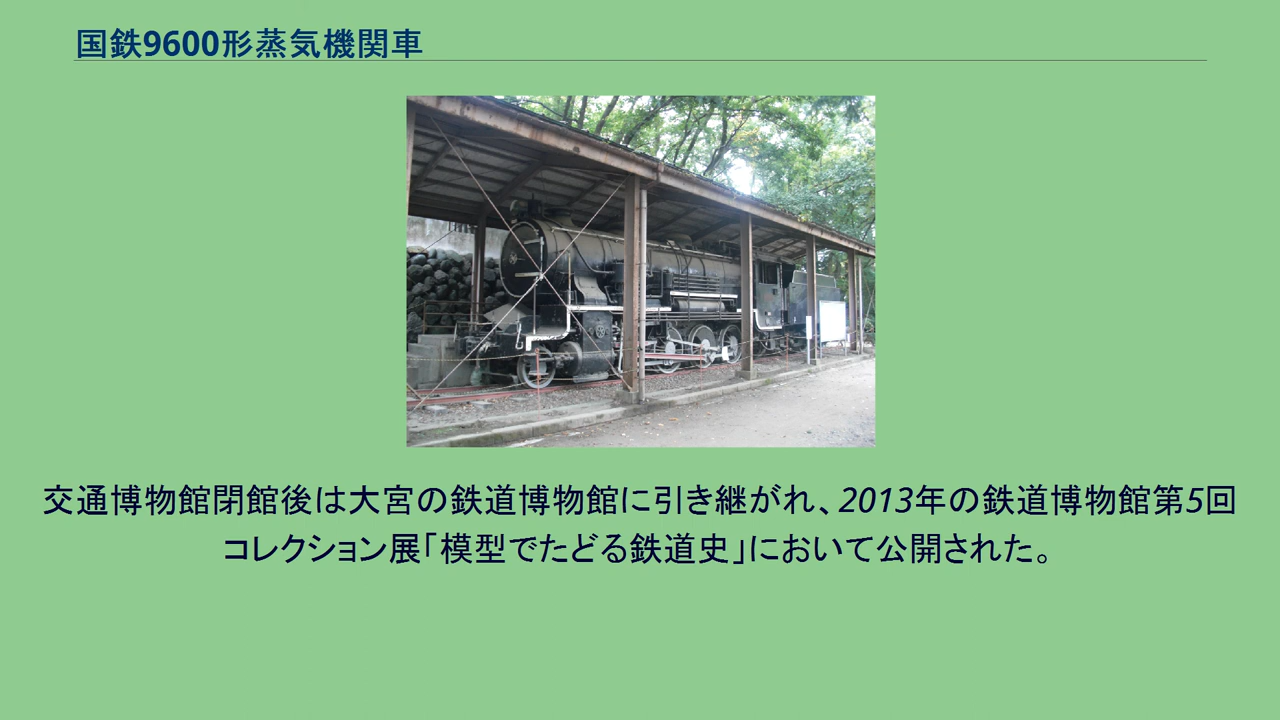 国鉄9600形蒸気機関車
交通博物館閉館後は大宮の鉄道博物館に引き継がれ、2013年の鉄道博物館第5回
コレクション展「模型でたどる鉄道史」において公開された。